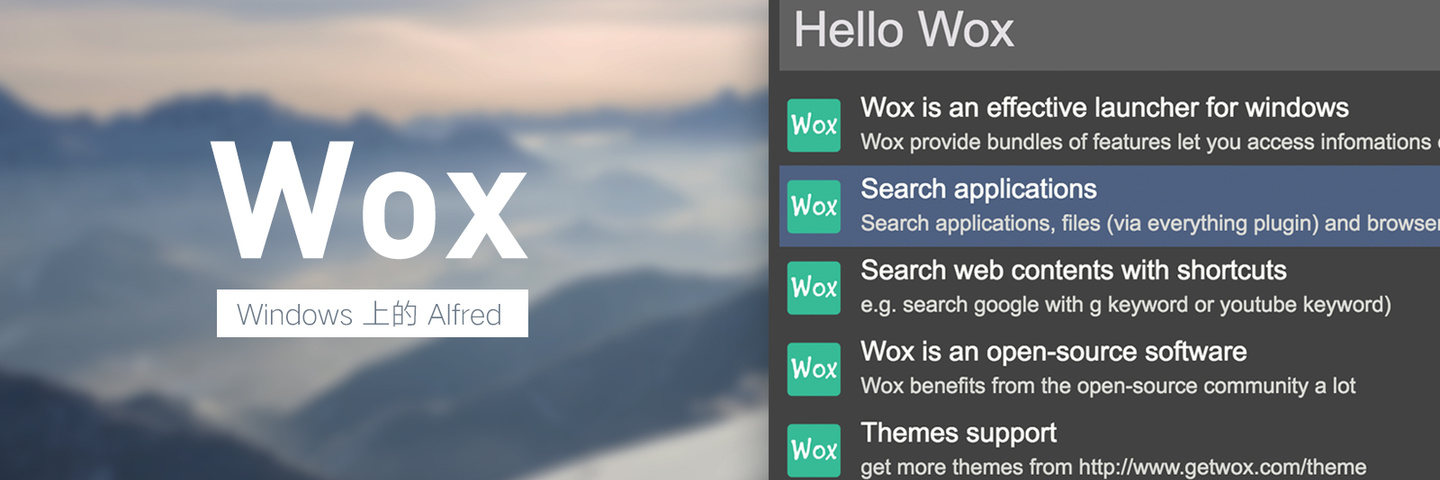 Wox
Windows 上的 Alfred
Hello Wox
Wox
Wox is an effective launcher for windows
Wox provide bundles of features let you access infomations
Wox
Search applications
Search applications, files (via everything plugin) and browser
Wox
Search web contents with shortcuts
e.g. search google with g keyword or youtube keyword)
Wox
Wox is an open-source software
Wox benefits from the open-source community a lot
Wox
Themes support
get more themes from http://www.getwox.com/theme